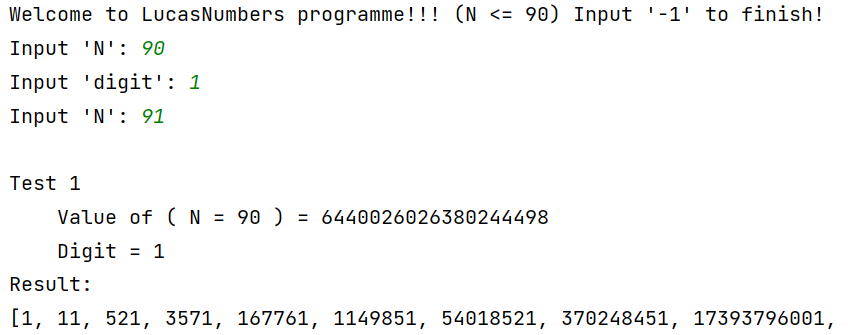 Welcome to LucasNumbers programme!!! (N <= 90) Input '-1' to finish!
Input 'N': 90
Input 'digit': 1
Input 'N': 91
Test 1
Value of ( N = 90 ) = 6440026026380244498
Digit = 1
Result:
[1, 11, 521, 3571, 167761, 1149851, 54018521, 370248451, 17393796001,